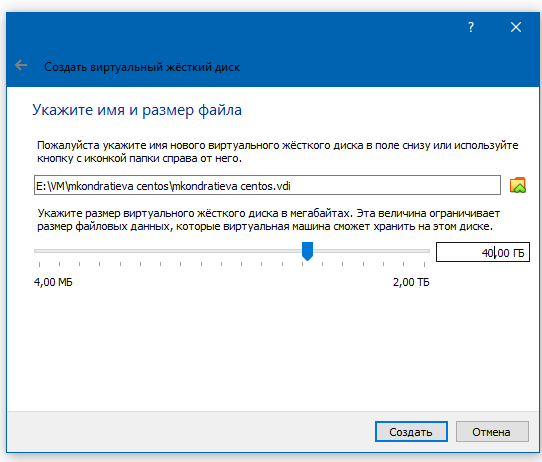 ?
Создать виртуальный жёсткий диск
Укажите имя и размер файла
Пожалуйста укажите имя нового виртуального жёсткого диска в поле снизу или используйте
кнопку с иконкой папки справа от него.
E:\VM\mkondratieva centos\mkondratieva centos.vdi
Укажите размер виртуального жёсткого диска в мегабайтах. Эта величина ограничивает
размер файловых данных, которые виртуальная машина сможет хранить на этом диске.
40,00 ГБ
4,00 МБ 2,00 ТБ
Создать Отмена